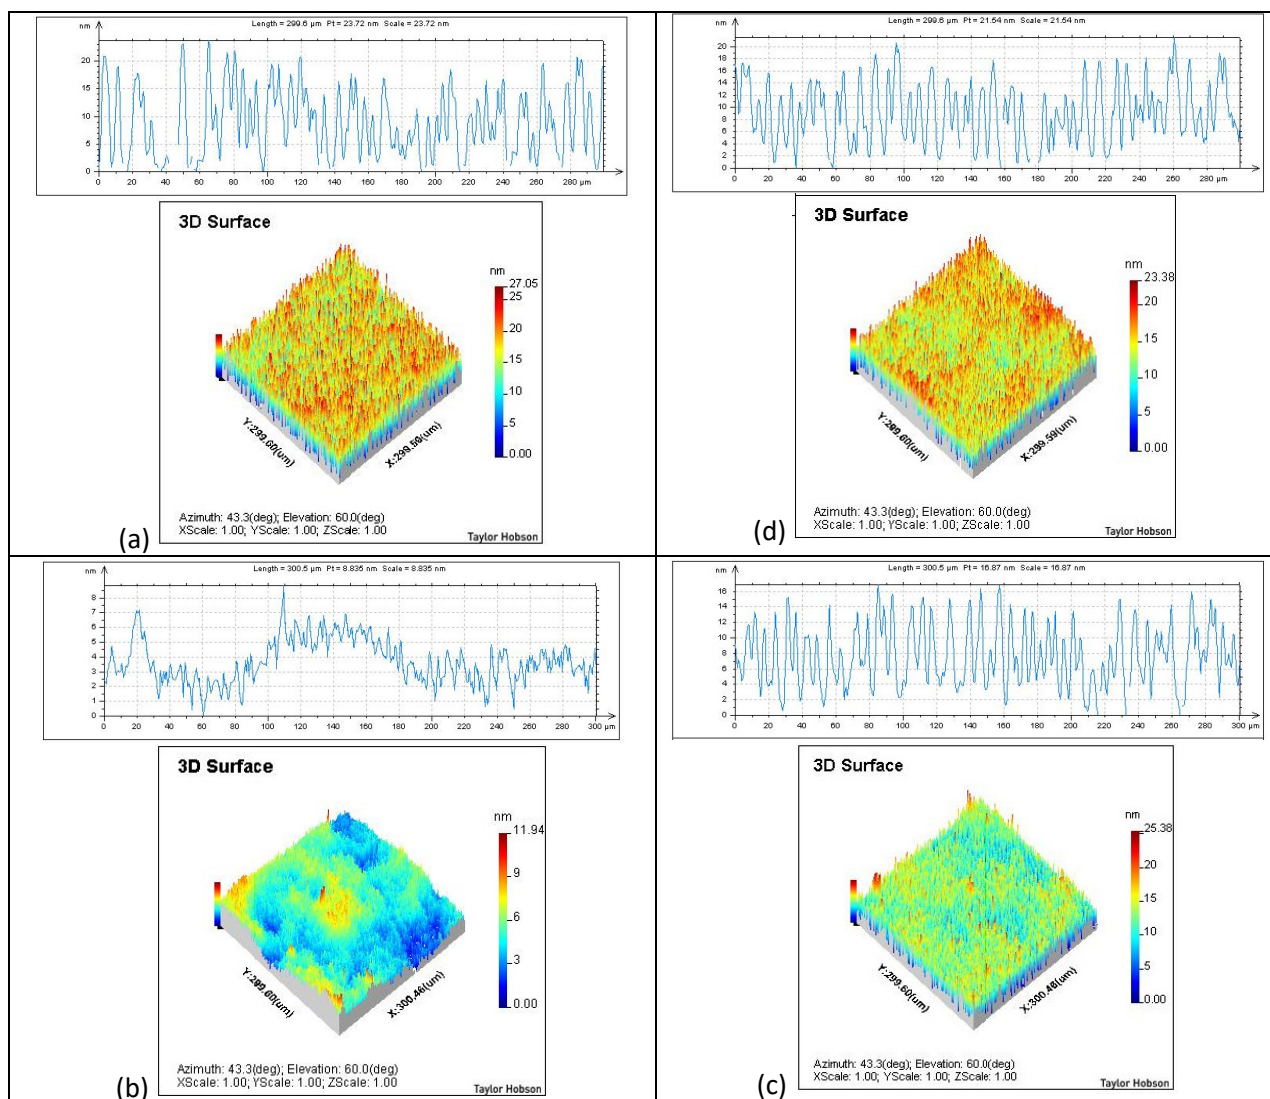 Length = 299.6 µm Pt = 23.72 nm Scale = 23.72 nm
nm
20
15
10
5
0
0 20 40 60 80 100 120 140 160 180 200 220 240 260 280 µm
3D Surface
nm
27.05
25
20
15
10
5
0.00
Y:299.60(um)
X:299.59(um)
Azimuth: 43.3(deg); Elevation: 60.0(deg)
XScale: 1.00; YScale: 1.00; ZScale: 1.00
Taylor Hobson
(a)
Length = 299.6 µm Pt = 21.54 nm Scale = 21.54 nm
nm
20
18
16
14
12
10
8
6
4
2
0
0 20 40 60 80 100 120 140 160 180 200 220 240 260 280 µm
3D Surface
nm
23.38
20
15
10
5
0.00
Y:299.60(um)
X:299.59(um)
Azimuth: 43.3(deg); Elevation: 60.0(deg)
XScale: 1.00; YScale: 1.00; ZScale: 1.00
Taylor Hobson
(d)
Length = 300.5 µm Pt = 8.835 nm Scale = 8.835 nm
nm
8
7
6
5
4
3
2
1
0
0 20 40 60 80 100 120 140 160 180 200 220 240 260 280 300 µm
3D Surface
nm
11.94
9
6
3
0.00
Y:299.60(um)
X:300.46(um)
Azimuth: 43.3(deg); Elevation: 60.0(deg)
XScale: 1.00; YScale: 1.00; ZScale: 1.00
Taylor Hobson
(b)
Length = 300.5 µm Pt = 16.87 nm Scale = 16.87 nm
nm
16
14
12
10
8
6
4
2
0
0 20 40 60 80 100 120 140 160 180 200 220 240 260 280 300 µm
3D Surface
nm
25.38
20
15
10
5
0.00
Y:299.60(um)
X:300.46(um)
Azimuth: 43.3(deg); Elevation: 60.0(deg)
XScale: 1.00; YScale: 1.00; ZScale: 1.00
Taylor Hobson
(c)